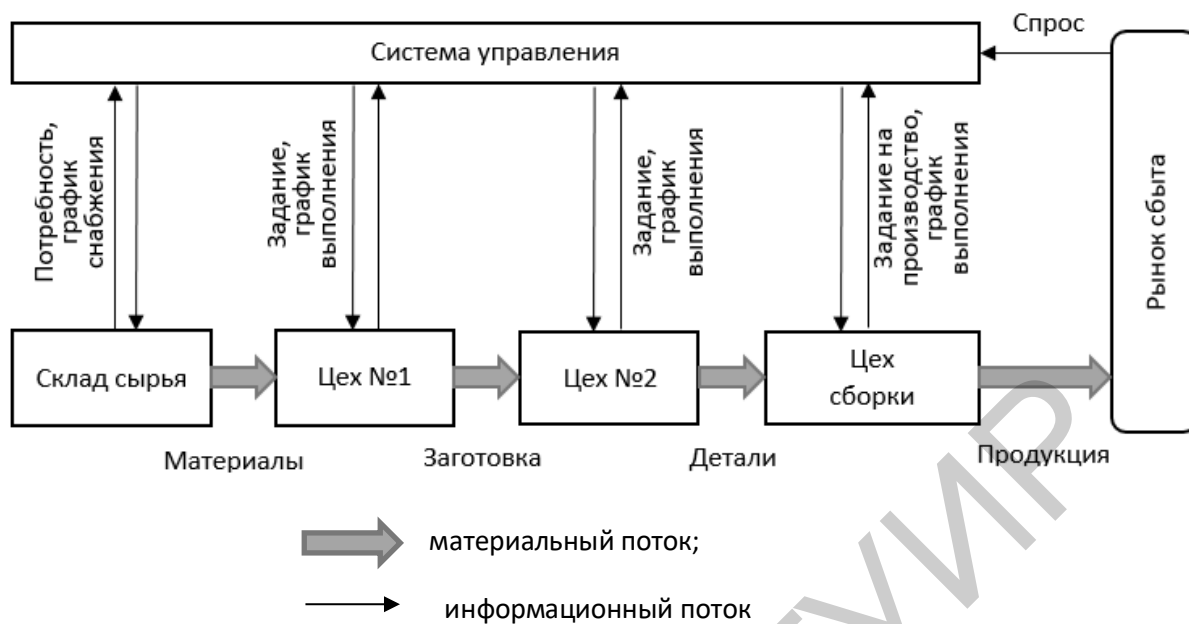 Спрос
Система управления
Потребность,
график
снабжения
Задание,
график
выполнения
Задание,
график
выполнения
Задание на
производство,
график
выполнения
Рынок сбыта
Склад сырья
Цех №1
Цех №2
Цех
сборки
Материалы
Заготовка
Детали
Продукция
материальный поток;
информационный поток